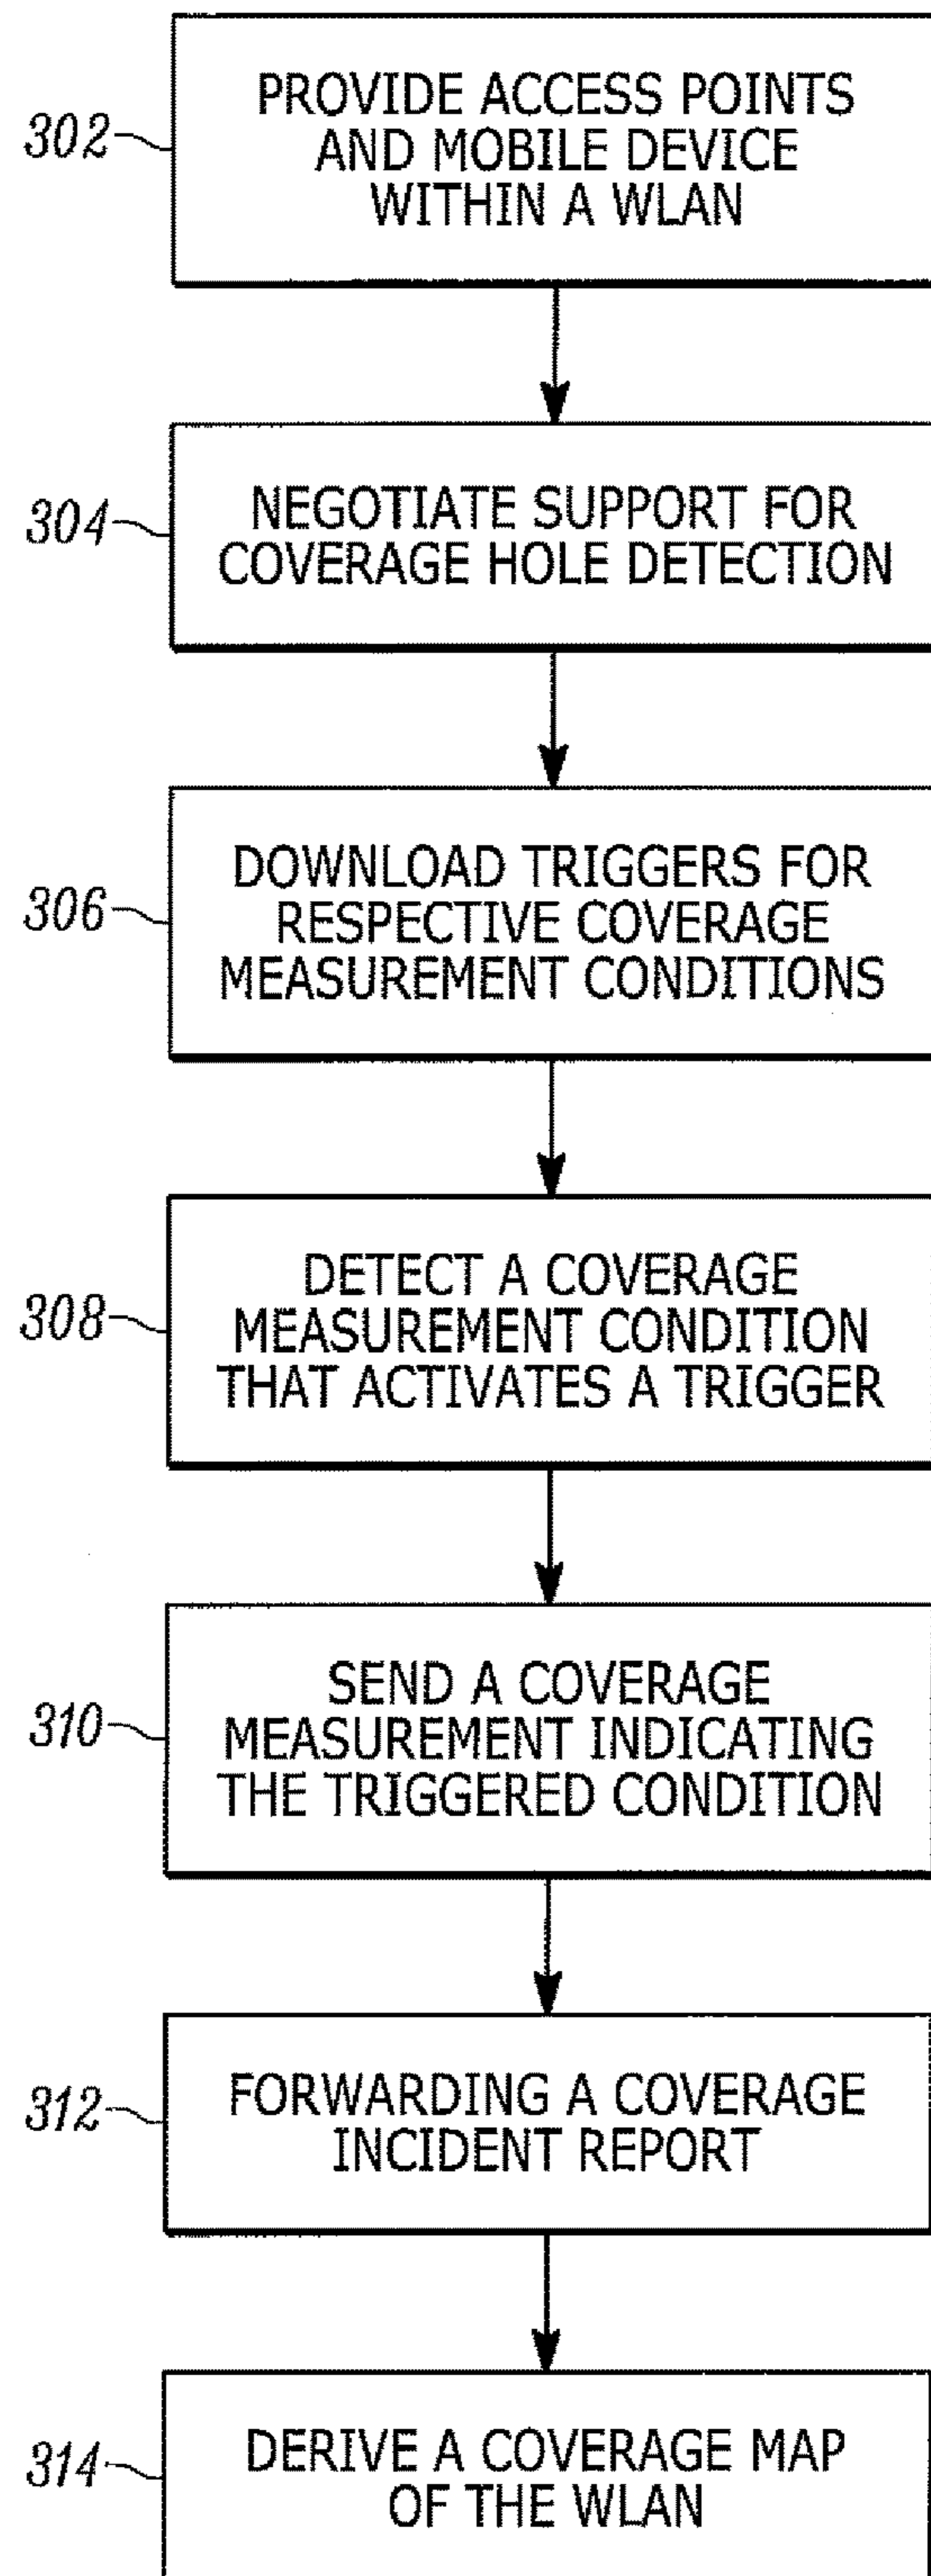 302
PROVIDE ACCESS POINTS
AND MOBILE DEVICE
WITHIN A WLAN
304
NEGOTIATE SUPPORT FOR
COVERAGE HOLE DETECTION
306
DOWNLOAD TRIGGERS FOR
RESPECTIVE COVERAGE
MEASUREMENT CONDITIONS
308
DETECT A COVERAGE
MEASUREMENT CONDITION
THAT ACTIVATES A TRIGGER
310
SEND A COVERAGE
MEASUREMENT INDICATING
THE TRIGGERED CONDITION
312
FORWARDING A COVERAGE
INCIDENT REPORT
314
DERIVE A COVERAGE MAP
OF THE WLAN